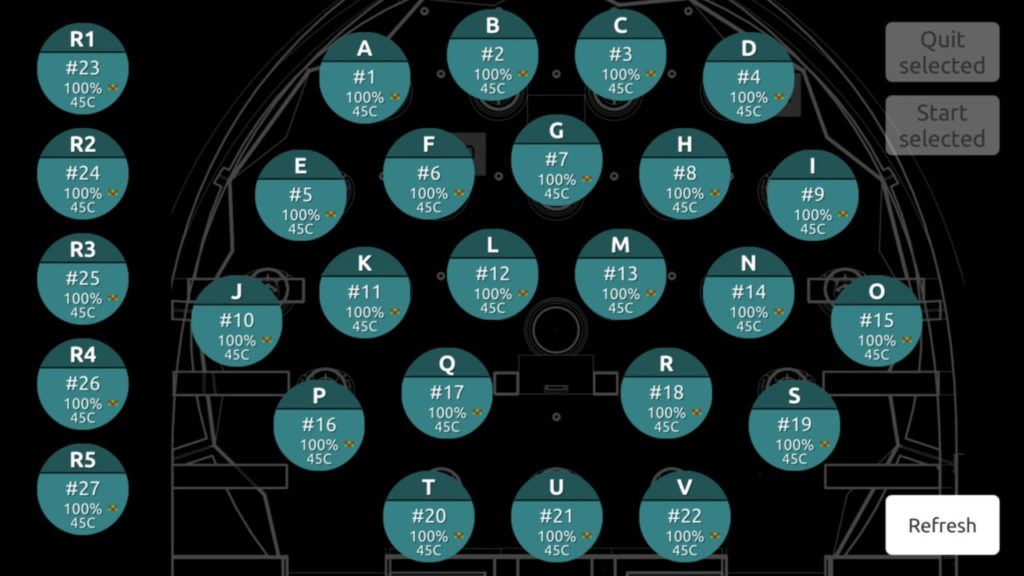 R1
#23
100%
45C
R2
#24
100%
45C
R3
#25
100%
45C
R4
#26
100%
45C
R5
#27
100%
45C
A
#1
100%
45C
B
#2
100%
45C
C
#3
100%
45C
D
#4
100%
45C
E
#5
100%
45C
F
#6
100%
45C
G
#7
100%
45C
H
#8
100%
45C
I
#9
100%
45C
J
#10
100%
45C
K
#11
100%
45C
L
#12
100%
45C
M
#13
100%
45C
N
#14
100%
45C
O
#15
100%
45C
P
#16
100%
45C
Q
#17
100%
45C
R
#18
100%
45C
S
#19
100%
45C
T
#20
100%
45C
U
#21
100%
45C
V
#22
100%
45C
Quit
selected
Start
selected
Refresh